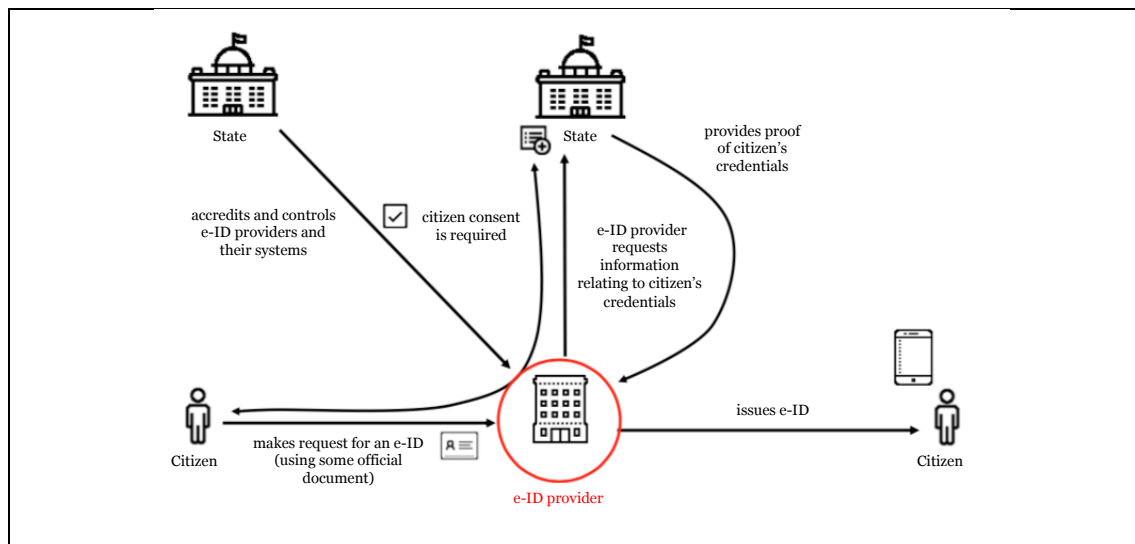 State
State
provides proof
of citizen’s
credentials
accredits and controls
e-ID providers and
their systems
citizen consent
is required
e-ID provider
requests
information
relating to citizen’s
credentials
issues e-ID
Citizen
makes request for an e-ID
(using some official
document)
Citizen
e-ID provider